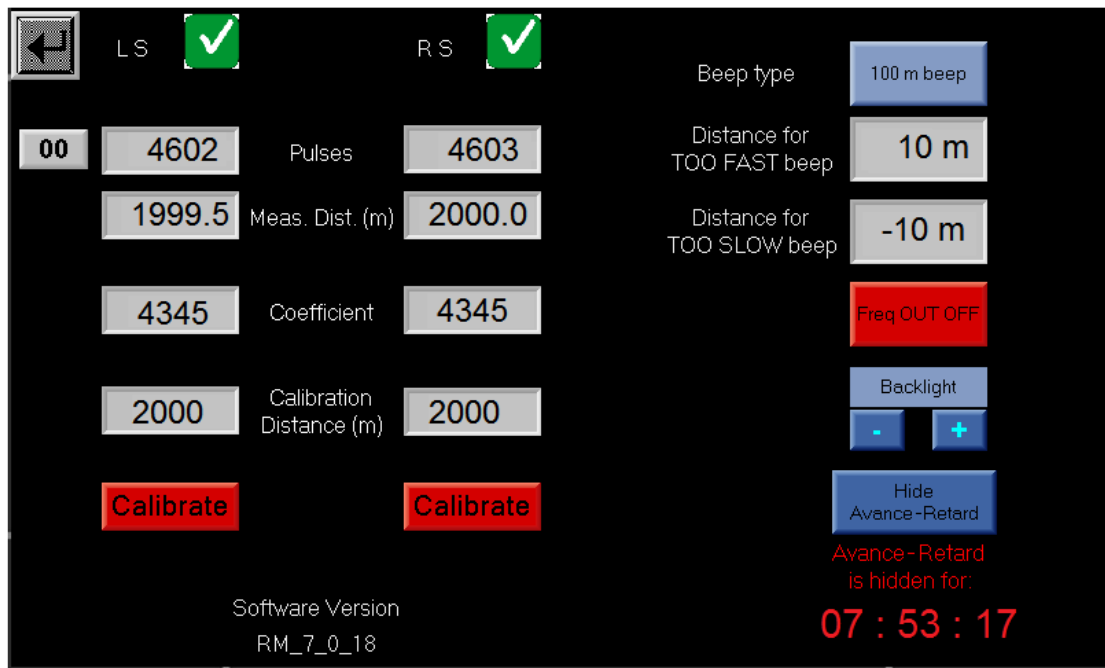 L S
R S
Beep type
100 m beep
00
4602
Pulses
4603
Distance for
TOO FAST beep
10 m
1999.5
Meas. Dist. (m)
2000.0
Distance for
TOO SLOW beep
-10 m
4345
Coefficient
4345
Freq OUT OFF
2000
Calibration
Distance (m)
2000
Backlight
-
+
Calibrate
Calibrate
Hide
Avance-Retard
Avance-Retard
is hidden for:
07 : 53 : 17
Software Version
RM_7_0_18